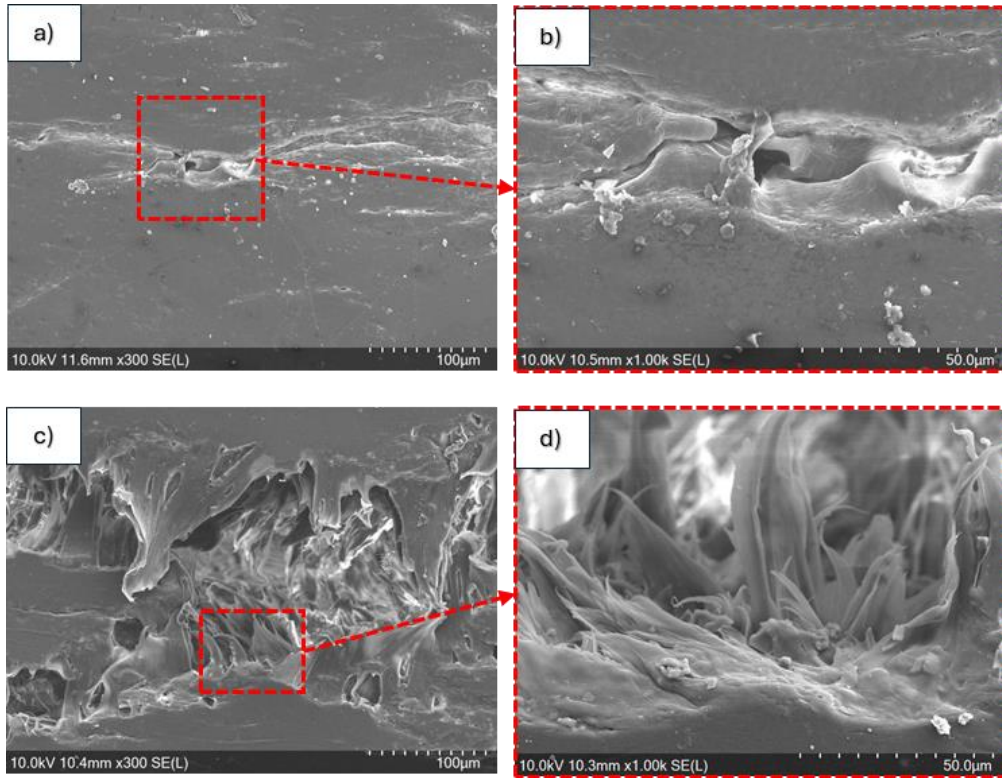 a)
b)
10.0kV 11.6mm x300 SE(L)
100µm
10.0kV 10.5mm x1.00k SE(L)
50.0µm
c)
d)
10.0kV 10.4mm x300 SE(L)
100µm
10.0kV 10.3mm x1.00k SE(L)
50.0µm